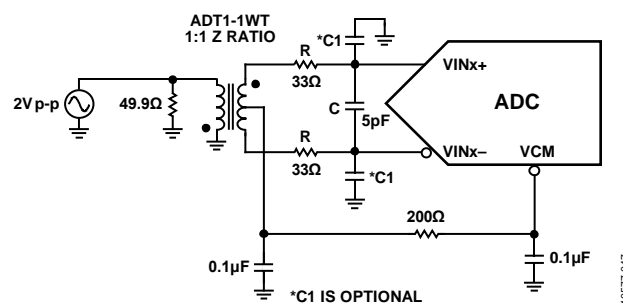 ADT1-1WT
1:1 Z RATIO
*C1
R
33Ω
VINx+
2V p-p
49.9Ω
C
5pF
ADC
R
33Ω
VINx–
VCM
*C1
200Ω
0.1µF
0.1µF
*C1 IS OPTIONAL